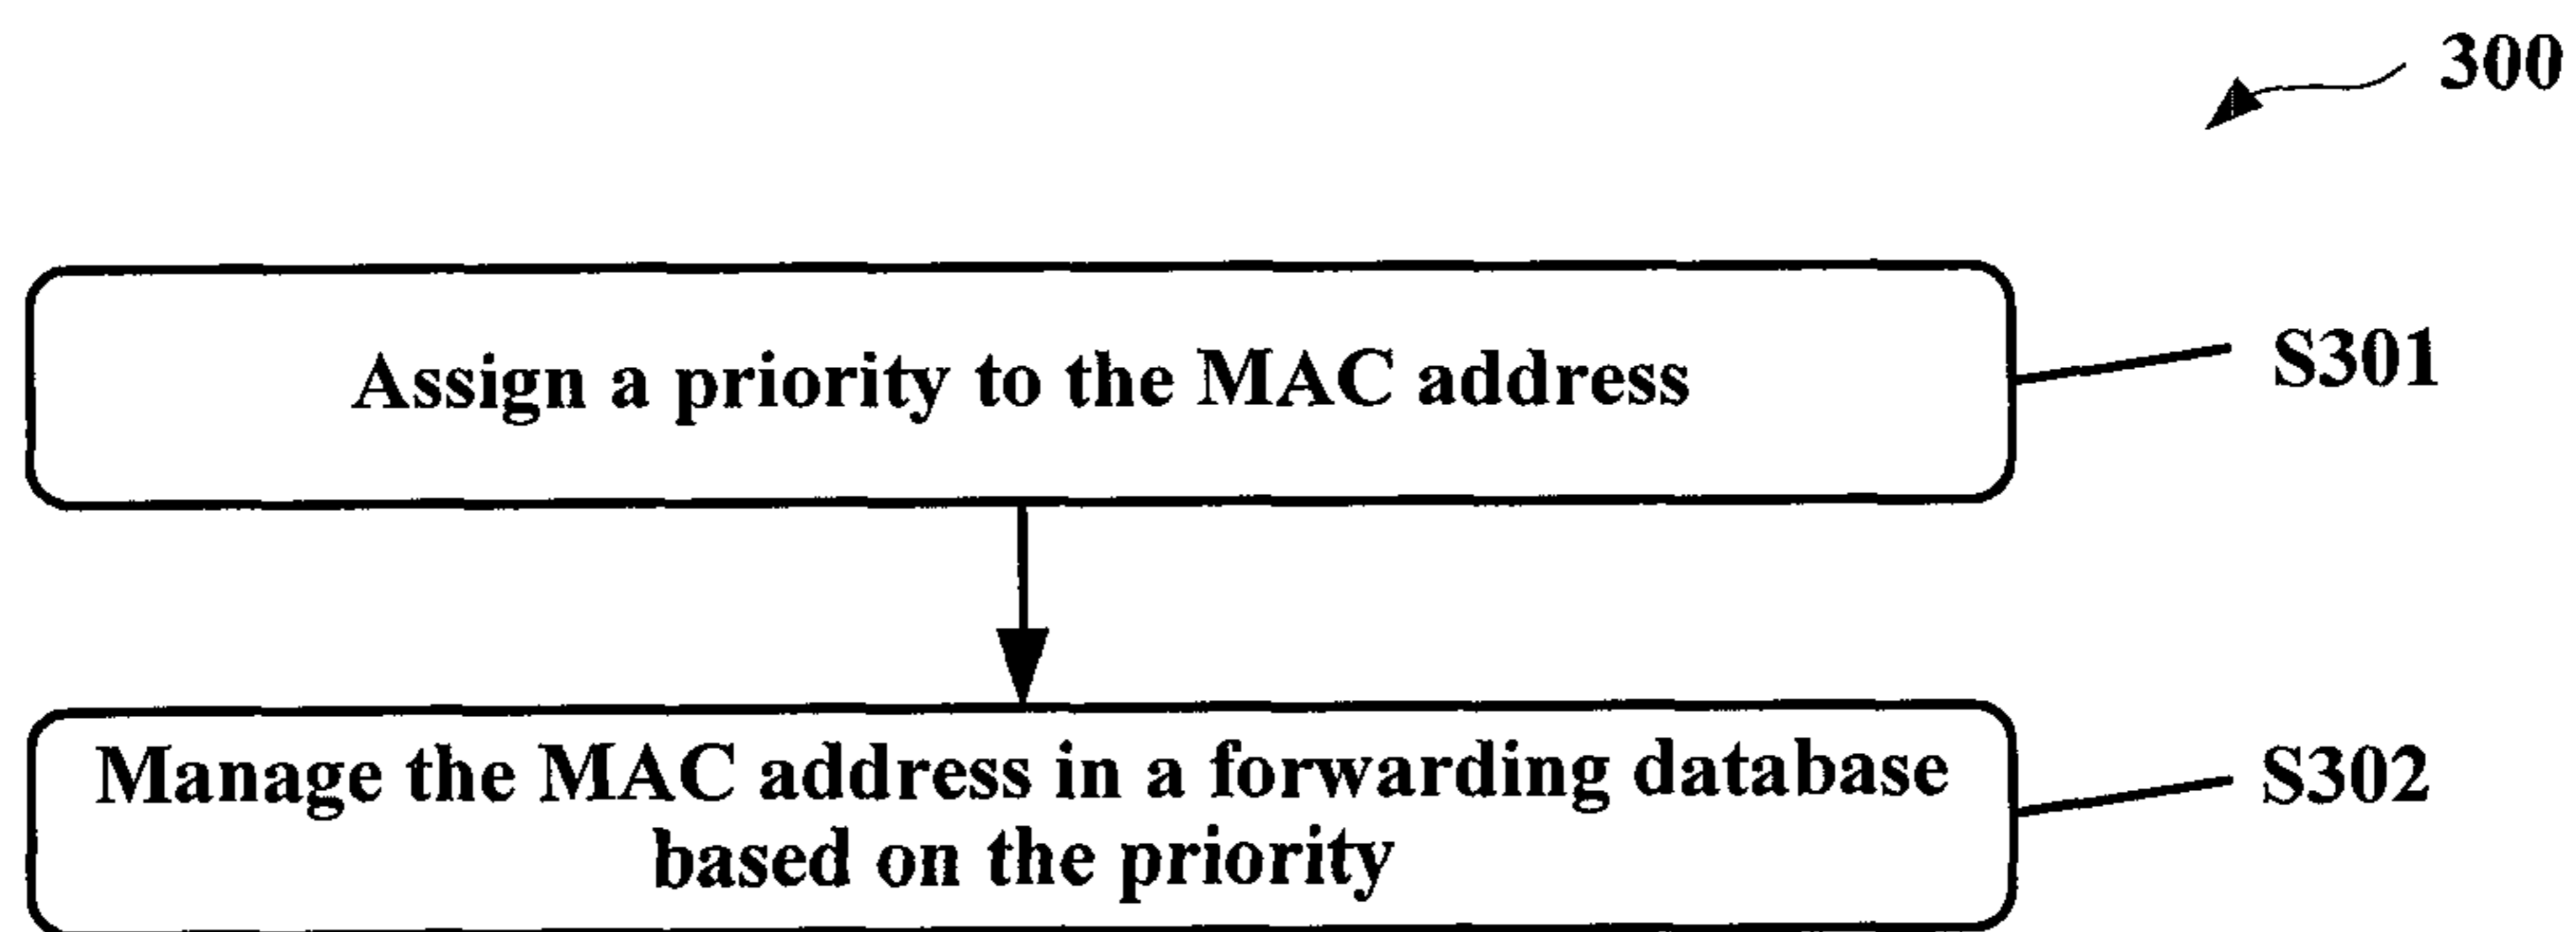 300
Assign a priority to the MAC address
S301
Manage the MAC address in a forwarding database
based on the priority
S302